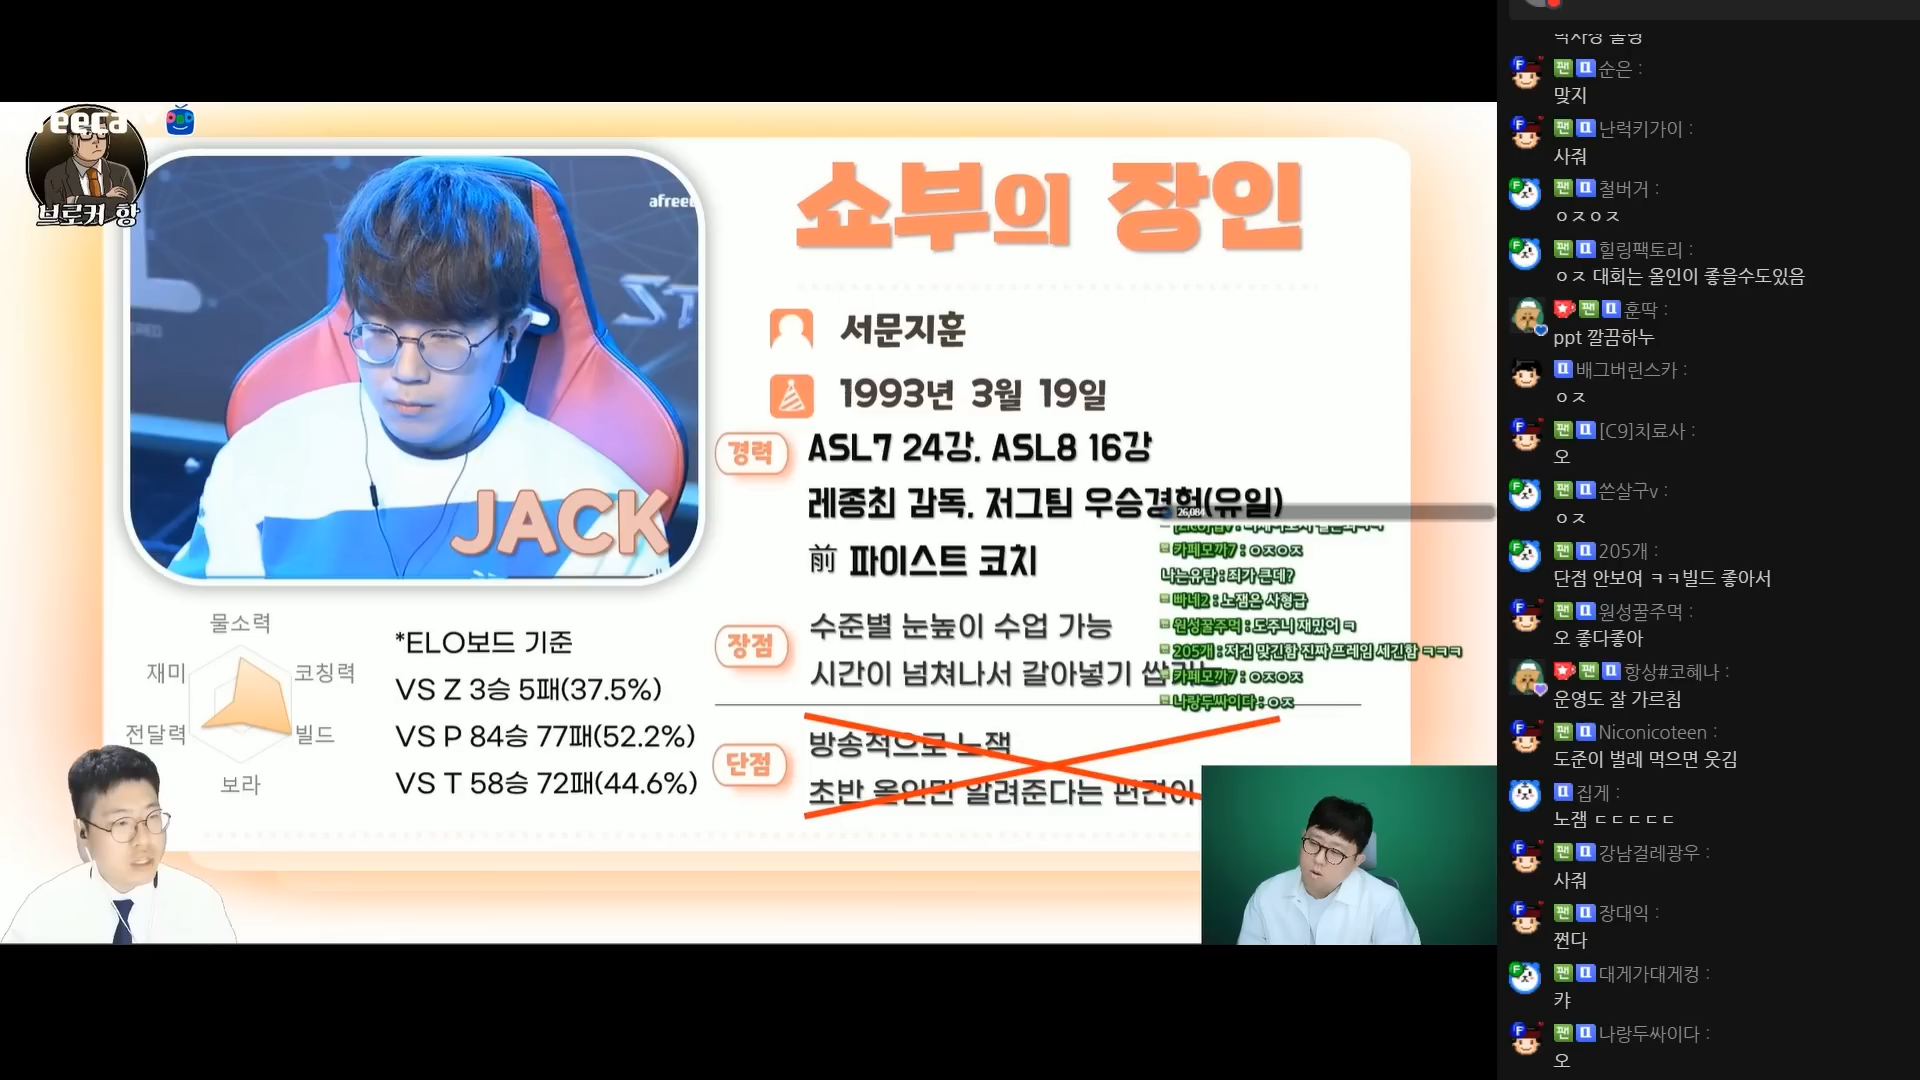 브로커 항
afreeca
JACK
쇼부의 장인
서문지훈
1993년 3월 19일
경력
ASL7 24강, ASL8 16강
레종최 감독, 저그팀 우승경험(유일)
前 파이스트 코치
장점
수준별 눈높이 수업 가능
시간이 넘쳐나서 갈아넣기
단점
방송적으로 노잼
초반 올인만 알려준다는 편견이
물소력
코칭력
빌드
보라
전달력
재미
*ELO보드 기준
VS Z 3승 5패(37.5%)
VS P 84승 77패(52.2%)
VS T 58승 72패(44.6%)
26,084
카페모까7 : ㅇㅈㅇㅈ
나는유탄 : 죄가 큰데?
빠네2 : 노잼은 사형급
원성꿀주먹 : 도주니 재밌어 ㅋ
205개 : 저건 맞긴함 진짜 프레임 세긴함 ㅋㅋㅋ
카페모까7 : ㅇㅈㅇㅈ
나랑두싸이다 : ㅇㅈ
팬 순은 :
맞지
팬 난럭키가이 :
사줘
팬 철버거 :
ㅇㅈㅇㅈ
팬 힐링팩토리 :
ㅇㅈ 대회는 올인이 좋을수도있음
팬 훈딱 :
ppt 깔끔하누
배그버린스카 :
ㅇㅈ
팬 [C9]치료사 :
오
팬 쓴살구v :
ㅇㅈ
팬 205개 :
단점 안보여 ㅋㅋ빌드 좋아서
팬 원성꿀주먹 :
오 좋다좋아
팬 항상#코헤나 :
운영도 잘 가르침
팬 Niconicoteen :
도준이 벌레 먹으면 웃김
집게 :
노잼 ㄷㄷㄷㄷㄷ
팬 강남걸레광우 :
사줘
팬 장대익 :
쩐다
팬 대게가대게컹 :
캬
팬 나랑두싸이다 :
오